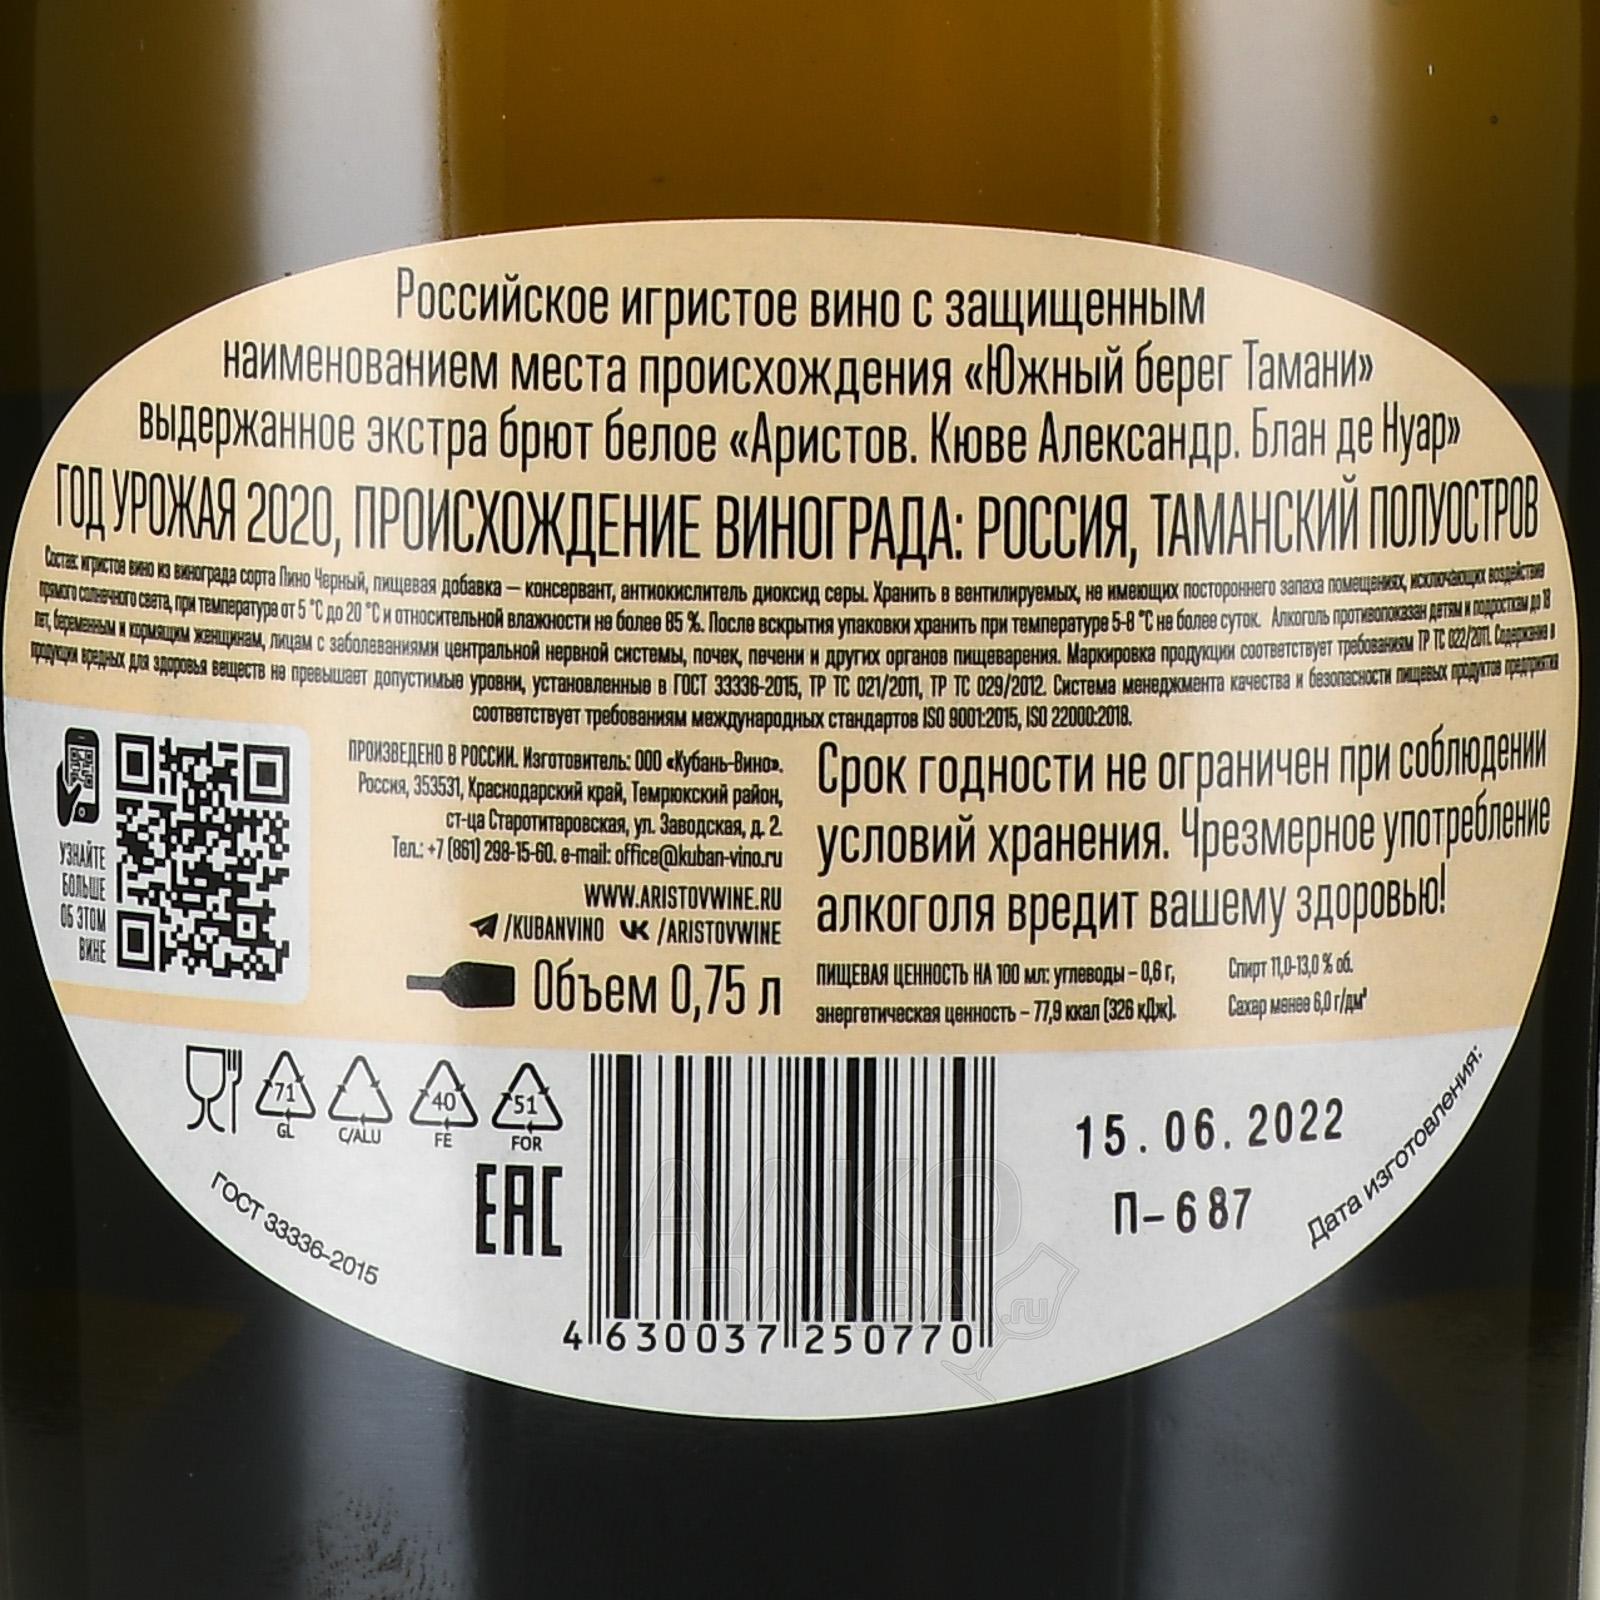 Российское игристое вино с защищенным
наименованием места происхождения «Южный берег Тамани»
выдержанное экстра брют белое «Аристов. Кюве Александр. Блан де Нуар»
ГОД УРОЖАЯ 2020, ПРОИСХОЖДЕНИЕ ВИНОГРАДА: РОССИЯ, ТАМАНСКИЙ ПОЛУОСТРОВ
Состав: игристое вино из винограда сорта Пино Черный, пищевая добавка – консервант, антиокислитель диоксид серы. Хранить в вентилируемых, не имеющих постороннего запаха помещениях, исключающих воздействие
прямого солнечного света, при температуре от 5 °С до 20 °С и относительной влажности не более 85 %. После вскрытия упаковки хранить при температуре 5-8 °С не более суток. Алкоголь противопоказан детям и подросткам до 18
лет, беременным и кормящим женщинам, лицам с заболеваниями центральной нервной системы, почек, печени и других органов пищеварения. Маркировка продукции соответствует требованиям ТР ТС 022/2011. Содержание в
продукции вредных для здоровья веществ не превышает допустимые уровни, установленные в ГОСТ 33336-2015, ТР ТС 021/2011, ТР ТС 029/2012. Система менеджмента качества и безопасности пищевых продуктов предприятия
соответствует требованиям международных стандартов ISO 9001:2015, ISO 22000:2018.
УЗНАЙТЕ
БОЛЬШЕ
ОБ ЭТОМ
ВИНЕ
ПРОИЗВЕДЕНО В РОССИИ. Изготовитель: ООО «Кубань-Вино».
Россия, 353531, Краснодарский край, Темрюкский район,
ст-ца Старотитаровская, ул. Заводская, д. 2.
Тел.: +7 (861) 298-15-60. e-mail: office@kuban-vino.ru
WWW.ARISTOVWINE.RU
/KUBANVINO /ARISTOVWINE
Объем 0,75 л
Срок годности не ограничен при соблюдении
условий хранения. Чрезмерное употребление
алкоголя вредит вашему здоровью!
ПИЩЕВАЯ ЦЕННОСТЬ НА 100 мл: углеводы – 0,6 г,
энергетическая ценность – 77,9 ккал (326 кДж).
Спирт 11,0-13,0 % об.
Сахар менее 6,0 г/дм³
71 40 51
GL C/ALU FE FOR
EAC
ГОСТ 33336-2015
4 630037 250770
15.06.2022
П-687
Дата изготовления:
АЛКО
ПЛАЗА.ru